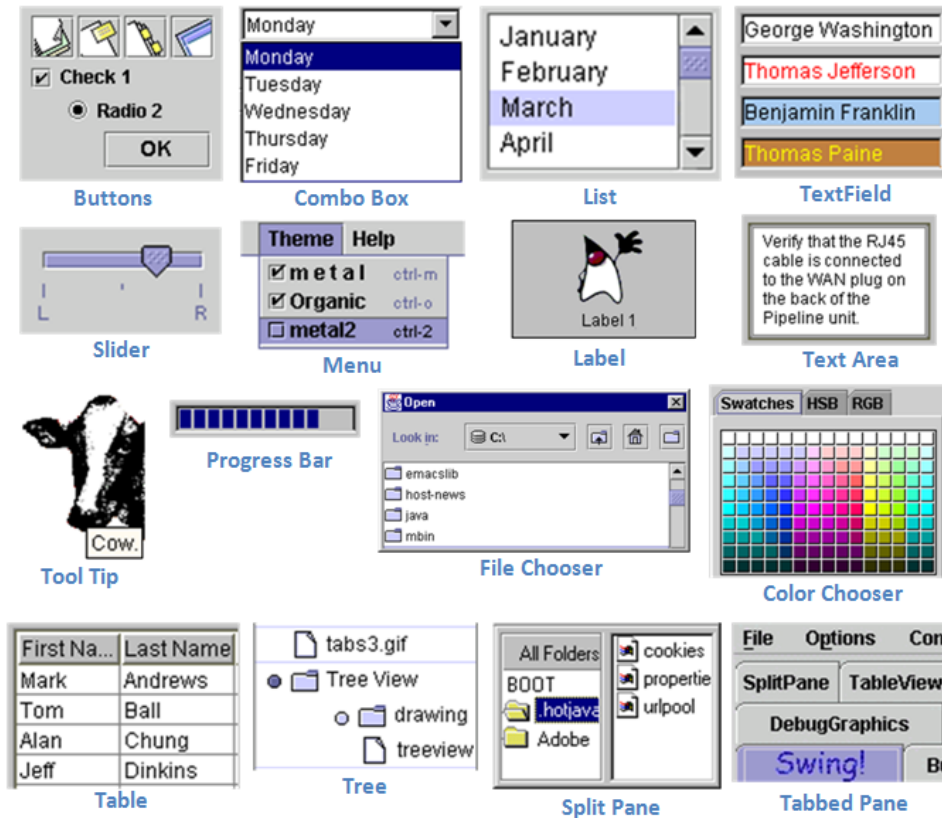 Check 1
Radio 2
OK
Buttons
Monday
Monday
Tuesday
Wednesday
Thursday
Friday
Combo Box
January
February
March
April
List
George Washington
Thomas Jefferson
Benjamin Franklin
Thomas Paine
TextField
L R
Slider
Theme Help
metal ctrl-m
Organic ctrl-o
metal2 ctrl-2
Menu
Label 1
Label
Verify that the RJ45
cable is connected
to the WAN plug on
the back of the
Pipeline unit.
Text Area
Cow.
Tool Tip
Progress Bar
Open
Look in: C:\
emacslib
host-news
java
mbin
File Chooser
Swatches HSB RGB
Color Chooser
First Na... Last Name
Mark Andrews
Tom Ball
Alan Chung
Jeff Dinkins
Table
tabs3.gif
Tree View
drawing
treeview
Tree
All Folders
BOOT
.hotjava
Adobe
cookies
propertie
urlpool
Split Pane
File Options Con
SplitPane TableView
DebugGraphics
Swing!
Tabbed Pane